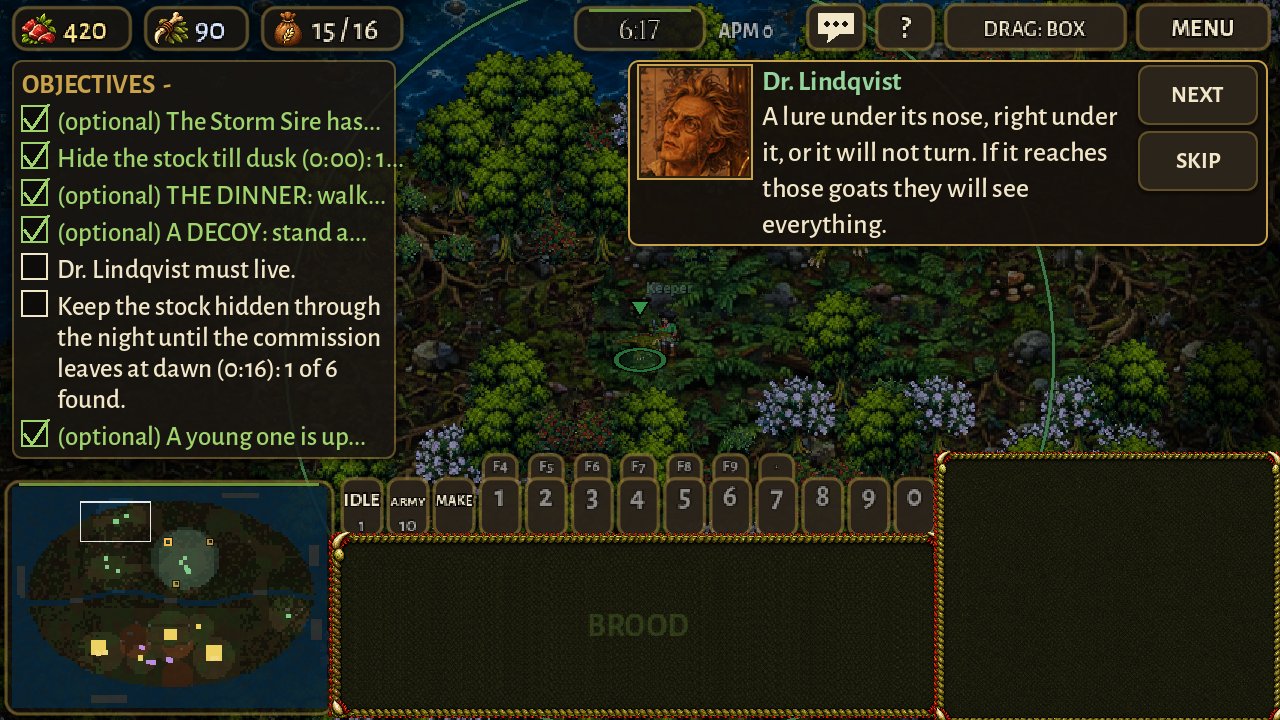 420
90
15/16
6:17
APM 0
?
DRAG: BOX
MENU
OBJECTIVES -
(optional) The Storm Sire has...
Hide the stock till dusk (0:00): 1...
(optional) THE DINNER: walk...
(optional) A DECOY: stand a...
Dr. Lindqvist must live.
Keep the stock hidden through
the night until the commission
leaves at dawn (0:16): 1 of 6
found.
(optional) A young one is up...
Dr. Lindqvist
A lure under its nose, right under
it, or it will not turn. If it reaches
those goats they will see
everything.
NEXT
SKIP
Keeper
F4 F5 F6 F7 F8 F9
IDLE 1
ARMY 10
MAKE
1 2 3 4 5 6 7 8 9 0
BROOD